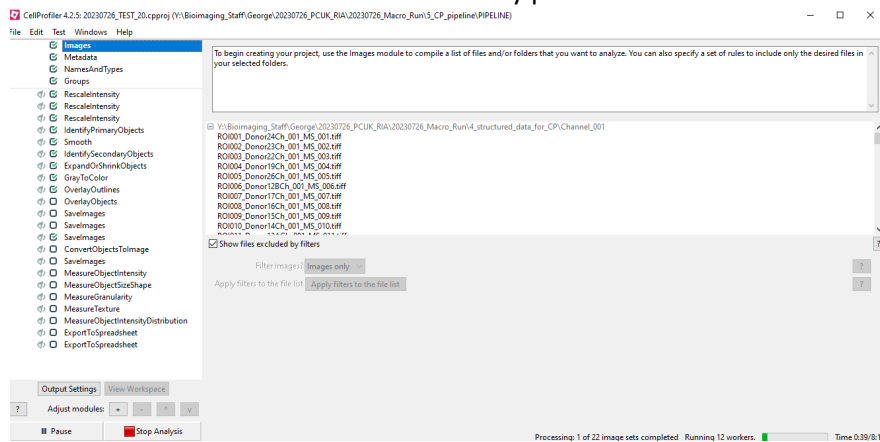 CellProfiler 4.2.5: 20230726_TEST_20.cpproj (Y:\Bioimaging_Staff\George\20230726_PCUK_RIA\20230726_Macro_Run\5_CP_pipeline\PIPELINE)
File Edit Test Windows Help
Images
Metadata
NamesAndTypes
Groups
RescaleIntensity
RescaleIntensity
RescaleIntensity
IdentifyPrimaryObjects
Smooth
IdentifySecondaryObjects
ExpandOrShrinkObjects
GrayToColor
OverlayOutlines
OverlayObjects
SaveImages
SaveImages
SaveImages
ConvertObjectsToImage
SaveImages
MeasureObjectIntensity
MeasureObjectSizeShape
MeasureGranularity
MeasureTexture
MeasureObjectIntensityDistribution
ExportToSpreadsheet
ExportToSpreadsheet
Output Settings View Workspace
? Adjust modules: + - ^ v
Pause Stop Analysis
To begin creating your project, use the Images module to compile a list of files and/or folders that you want to analyze. You can also specify a set of rules to include only the desired files in
your selected folders.
Y:\Bioimaging_Staff\George\20230726_PCUK_RIA\20230726_Macro_Run\4_structured_data_for_CP\Channel_001
ROI001_Donor24Ch_001_MS_001.tiff
ROI002_Donor23Ch_001_MS_002.tiff
ROI003_Donor22Ch_001_MS_003.tiff
ROI004_Donor19Ch_001_MS_004.tiff
ROI005_Donor26Ch_001_MS_005.tiff
ROI006_Donor12BCh_001_MS_006.tiff
ROI007_Donor17Ch_001_MS_007.tiff
ROI008_Donor16Ch_001_MS_008.tiff
ROI009_Donor15Ch_001_MS_009.tiff
ROI010_Donor14Ch_001_MS_010.tiff
Show files excluded by filters
?
Filter images? Images only ?
Apply filters to the file list Apply filters to the file list ?
Processing: 1 of 22 image sets completed Running 12 workers. Time 0:39/8:1